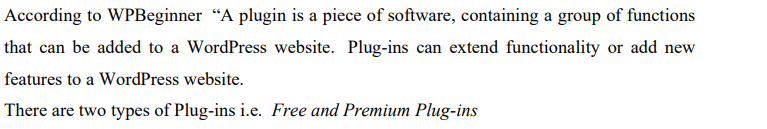 According to WPBeginner “A plugin is a piece of software, containing a group of functions
that can be added to a WordPress website. Plug-ins can extend functionality or add new
features to a WordPress website.
There are two types of Plug-ins i.e. Free and Premium Plug-ins